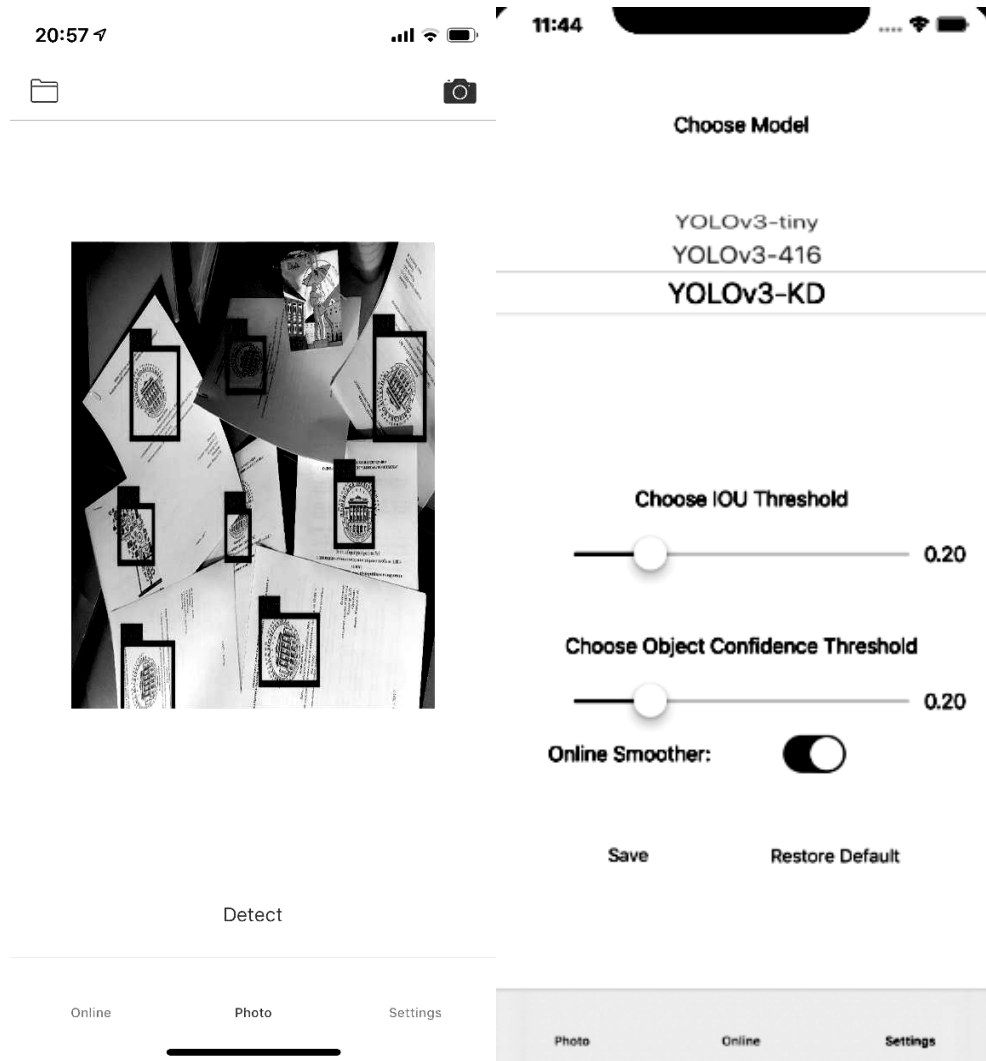 20:57
Detect
Online Photo Settings
11:44
Choose Model
YOLOv3-tiny
YOLOv3-416
YOLOv3-KD
Choose IOU Threshold
0.20
Choose Object Confidence Threshold
0.20
Online Smoother:
Save Restore Default
Photo Online Settings